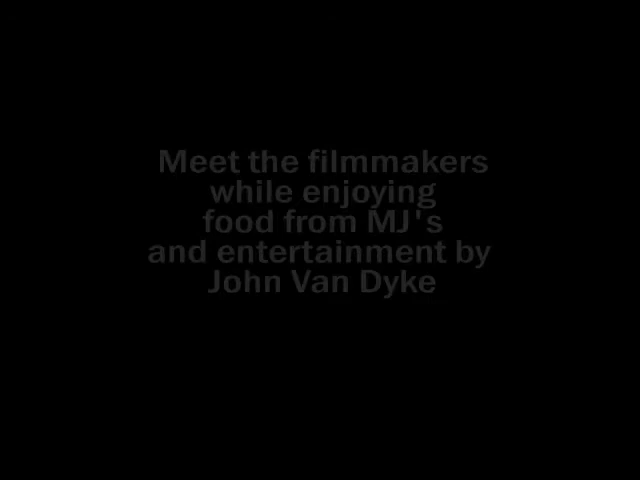 Meet the filmmakers
while enjoying
food from MJ's
and entertainment by
John Van Dyke